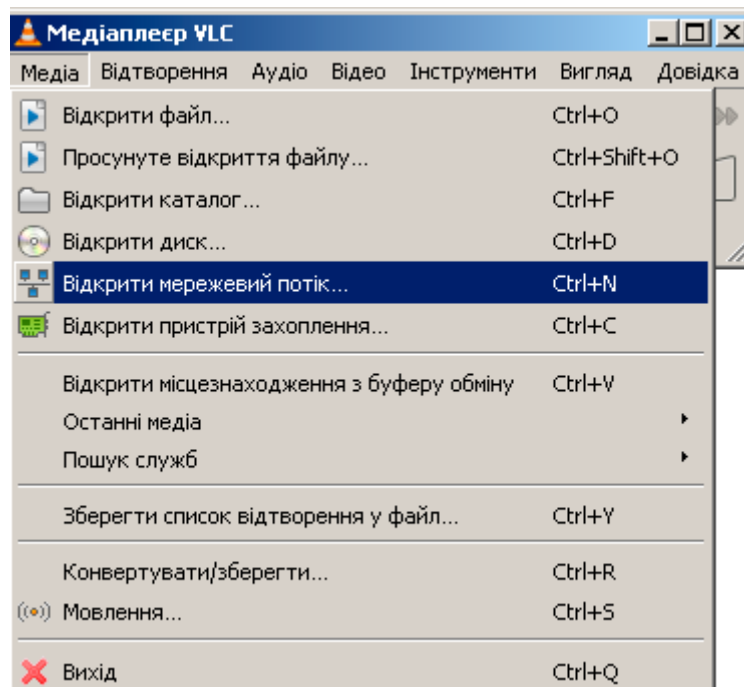 Медіаплеєр VLC
Медіа Відтворення Аудіо Відео Інструменти Вигляд Довідка
Відкрити файл... Ctrl+O
Просунуте відкриття файлу... Ctrl+Shift+O
Відкрити каталог... Ctrl+F
Відкрити диск... Ctrl+D
Відкрити мережевий потік... Ctrl+N
Відкрити пристрій захоплення... Ctrl+C
Відкрити місцезнаходження з буферу обміну Ctrl+V
Останні медіа
Пошук служб
Зберегти список відтворення у файл... Ctrl+Y
Конвертувати/зберегти... Ctrl+R
Мовлення... Ctrl+S
Вихід Ctrl+Q